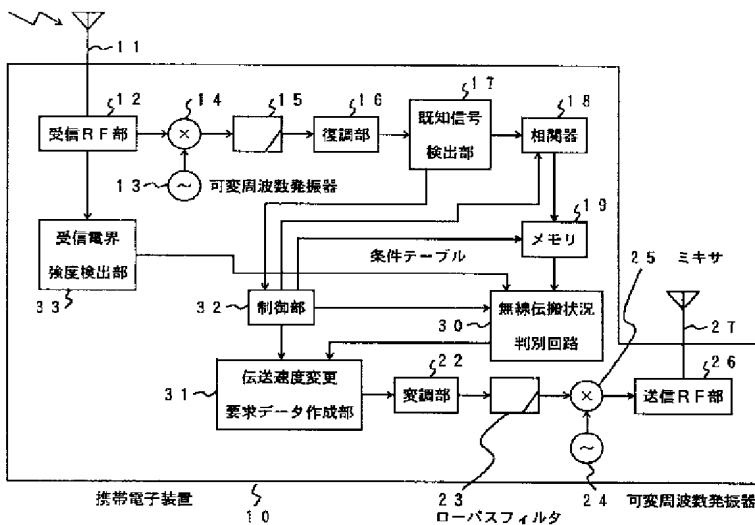 11
12
受信RF部
14
15
16
復調部
17
既知信号
検出部
18
相関器
13
可変周波数発振器
受信電界
強度検出部
33
条件テーブル
19
メモリ
25 ミキサ
32
制御部
30
無線伝搬状況
判別回路
27
31
伝送速度変更
要求データ作成部
22
変調部
26
送信RF部
携帯電子装置
10
23
ローパスフィルタ
24
可変周波数発振器